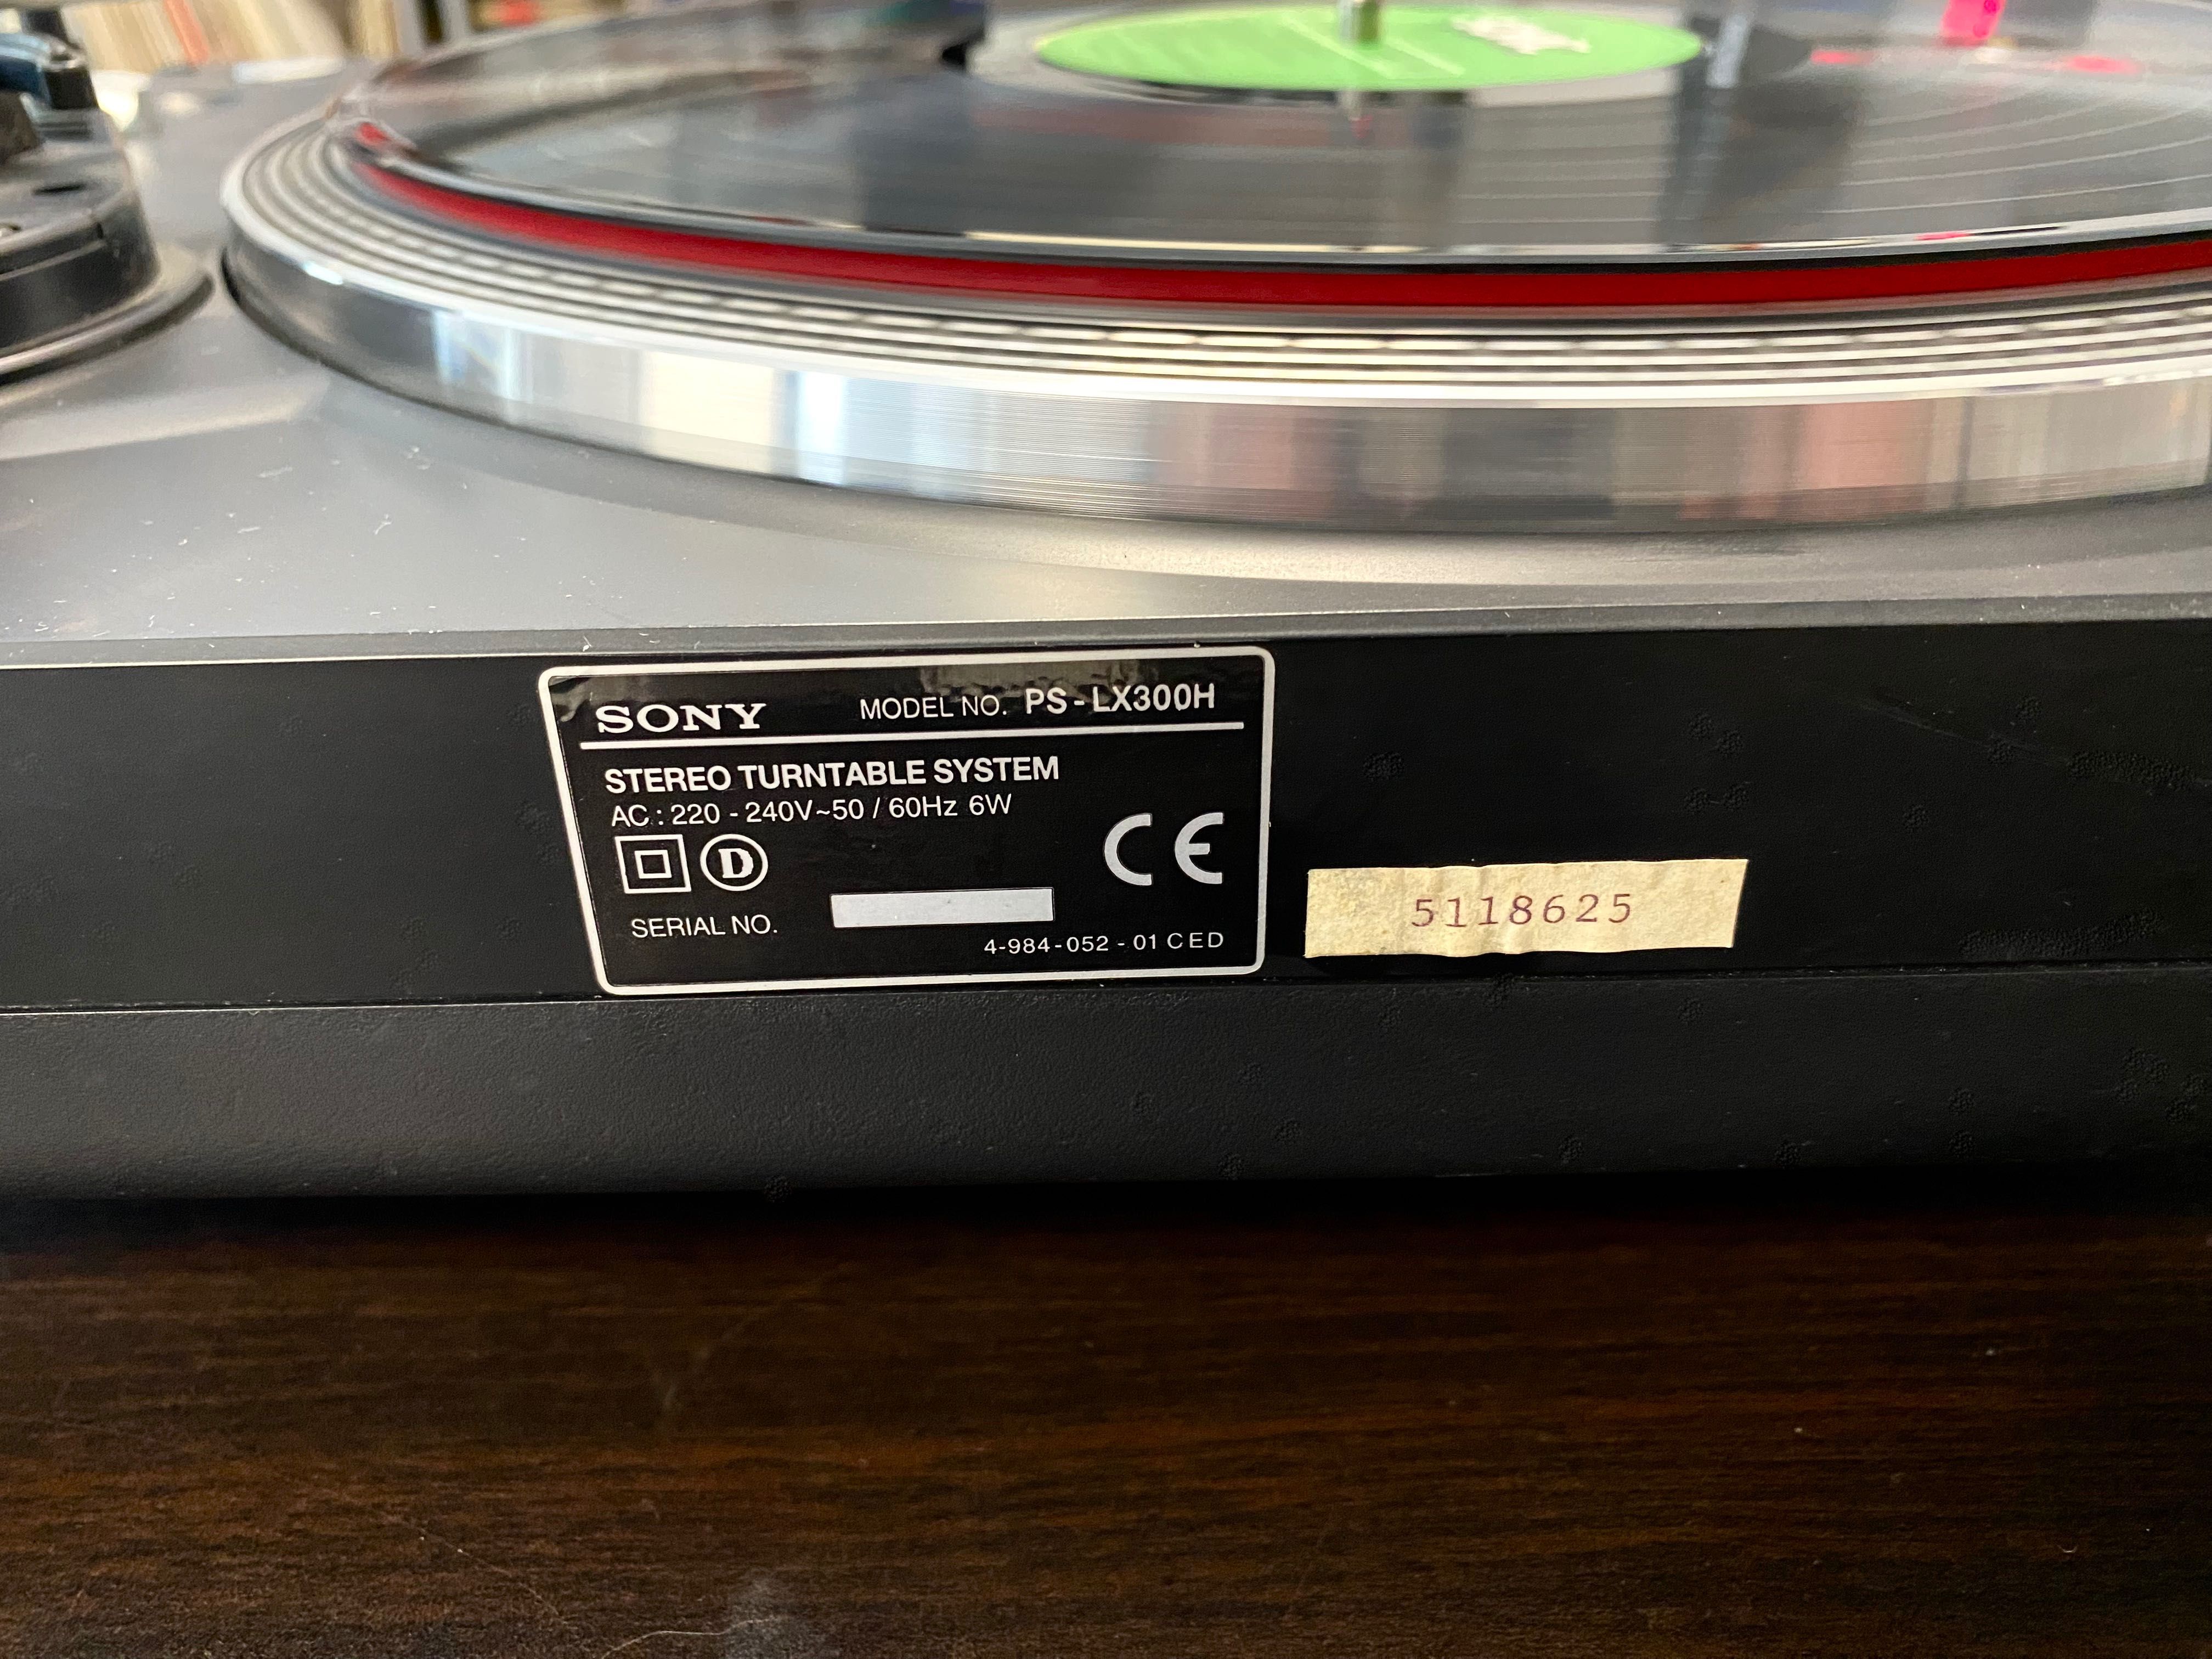 SONY MODEL NO. PS-LX300H
STEREO TURNTABLE SYSTEM
AC : 220 - 240V~50 / 60Hz 6W
D CE
SERIAL NO.
4-984-052-01 CED
5118625